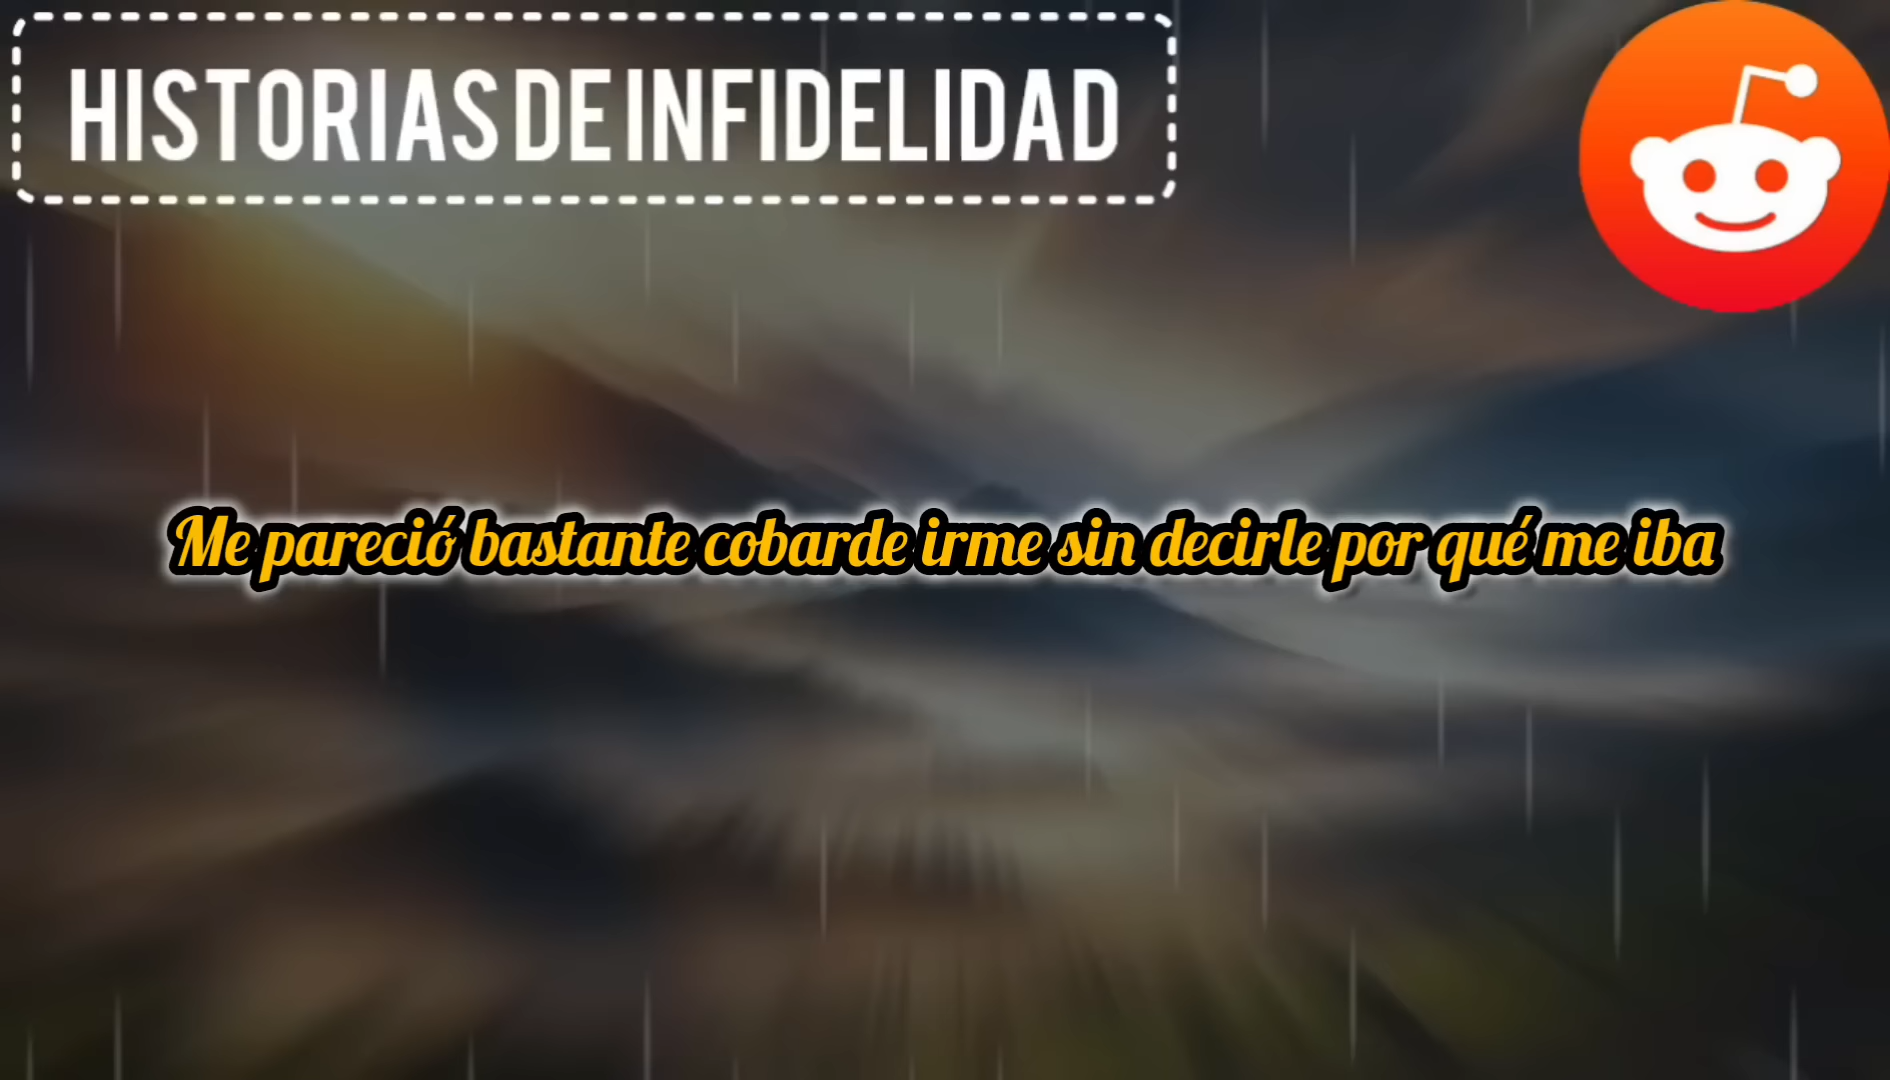 HISTORIAS DE INFIDELIDAD
Me pareció bastante cobarde irme sin decirle por qué me iba